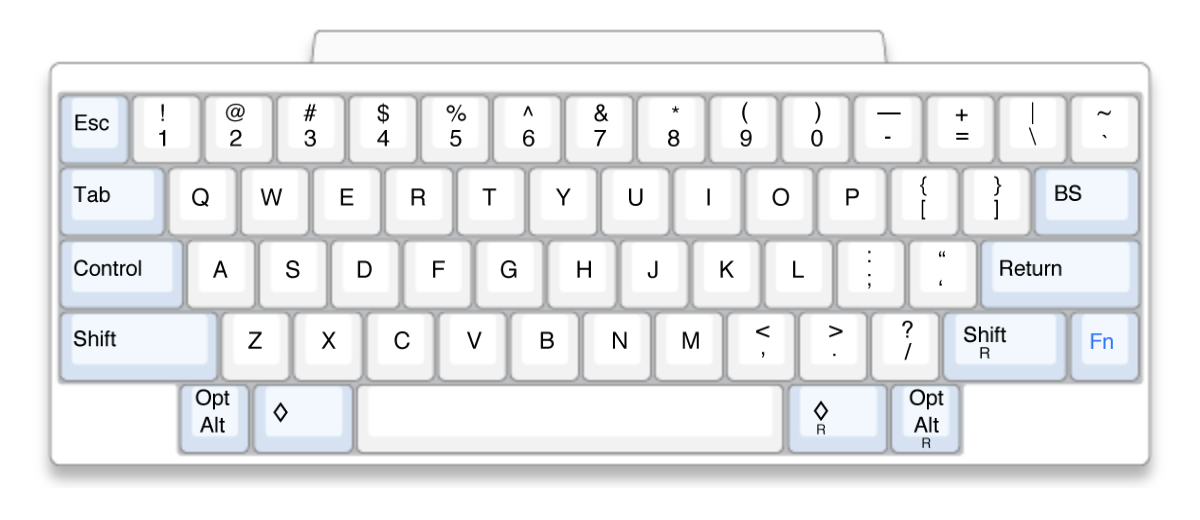 Esc ! @ # $ % ^ & * ( ) — + | ~
1 2 3 4 5 6 7 8 9 0 - = \ `
Tab Q W E R T Y U I O P { } BS
[ ]
Control A S D F G H J K L : “ Return
; ‘
Shift Z X C V B N M < > ? Shift Fn
, . / R
Opt ◊ ◊ Opt
Alt R Alt
R